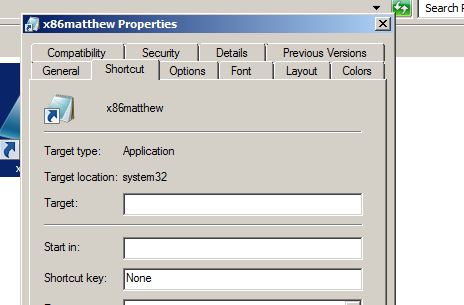 Search P
x86matthew Properties
Compatibility Security Details Previous Versions
General Shortcut Options Font Layout Colors
x86matthew
Target type: Application
Target location: system32
Target:
Start in:
Shortcut key: None